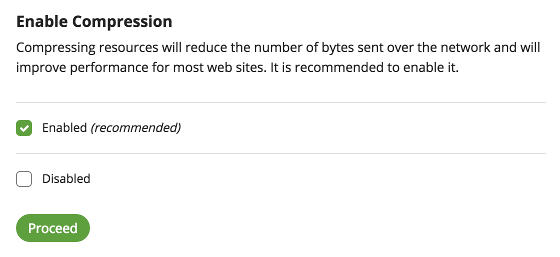 Enable Compression
Compressing resources will reduce the number of bytes sent over the network and will
improve performance for most web sites. It is recommended to enable it.
Enabled (recommended)
Disabled
Proceed